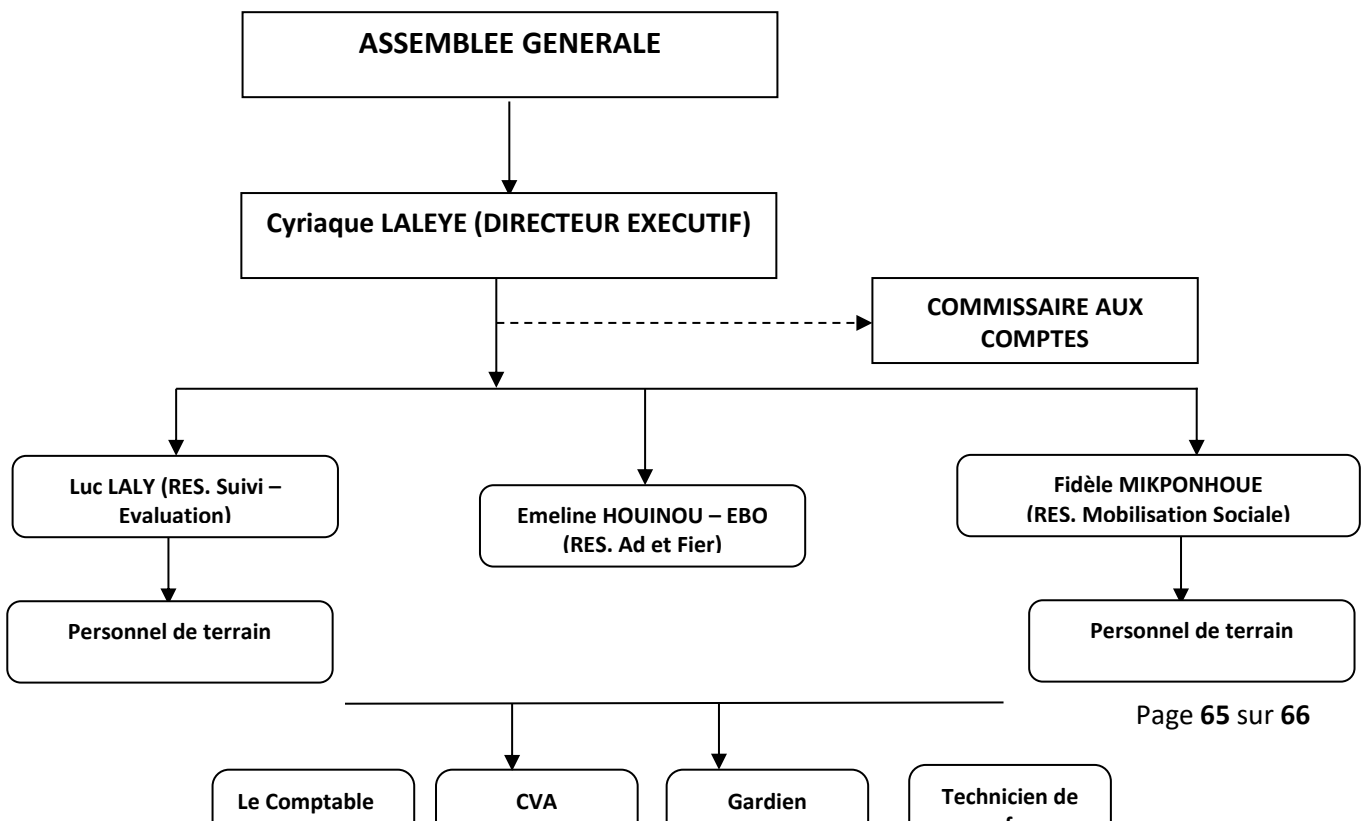 ASSEMBLEE GENERALE
Cyriaque LALEYE (DIRECTEUR EXECUTIF)
COMMISSAIRE AUX
COMPTES
Luc LALY (RES. Suivi –
Evaluation)
Emeline HOUINOU – EBO
(RES. Ad et Fier)
Fidèle MIKPONHOUE
(RES. Mobilisation Sociale)
Personnel de terrain
Personnel de terrain
Page 65 sur 66
Le Comptable
CVA
Gardien
Technicien de